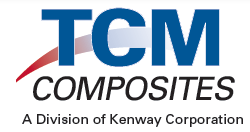 TCM
COMPOSITES
A Division of Kenway Corporation